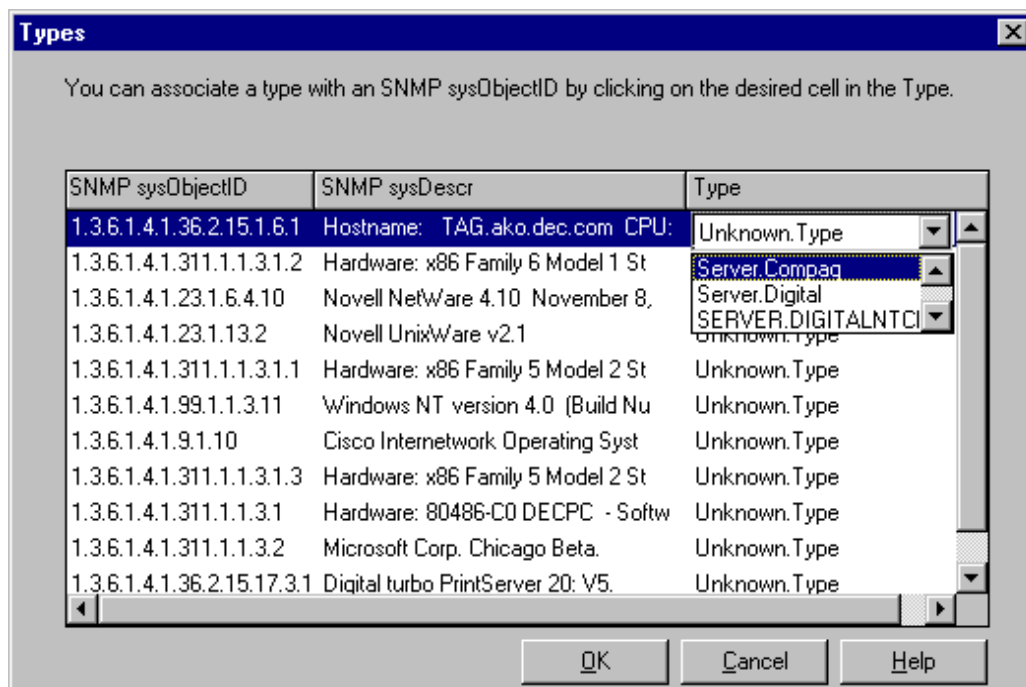 Types
You can associate a type with an SNMP sysObjectID by clicking on the desired cell in the Type.
SNMP sysObjectID SNMP sysDescr Type
1.3.6.1.4.1.36.2.15.1.6.1 Hostname: TAG.ako.dec.com CPU: Unknown.Type
1.3.6.1.4.1.311.1.1.3.1.2 Hardware: x86 Family 6 Model 1 St Server.Compaq
1.3.6.1.4.1.23.1.6.4.10 Novell NetWare 4.10 November 8, Server.Digital
SERVER.DIGITALNTCl
1.3.6.1.4.1.23.1.13.2 Novell UnixWare v2.1 Unknown.Type
1.3.6.1.4.1.311.1.1.3.1.1 Hardware: x86 Family 5 Model 2 St Unknown.Type
1.3.6.1.4.1.99.1.1.3.11 Windows NT version 4.0 (Build Nu Unknown.Type
1.3.6.1.4.1.9.1.10 Cisco Internetwork Operating Syst Unknown.Type
1.3.6.1.4.1.311.1.1.3.1.3 Hardware: x86 Family 5 Model 2 St Unknown.Type
1.3.6.1.4.1.311.1.1.3.1 Hardware: 80486-C0 DECPC - Softw Unknown.Type
1.3.6.1.4.1.311.1.1.3.2 Microsoft Corp. Chicago Beta. Unknown.Type
1.3.6.1.4.1.36.2.15.17.3.1 Digital turbo PrintServer 20: V5. Unknown.Type
OK Cancel Help